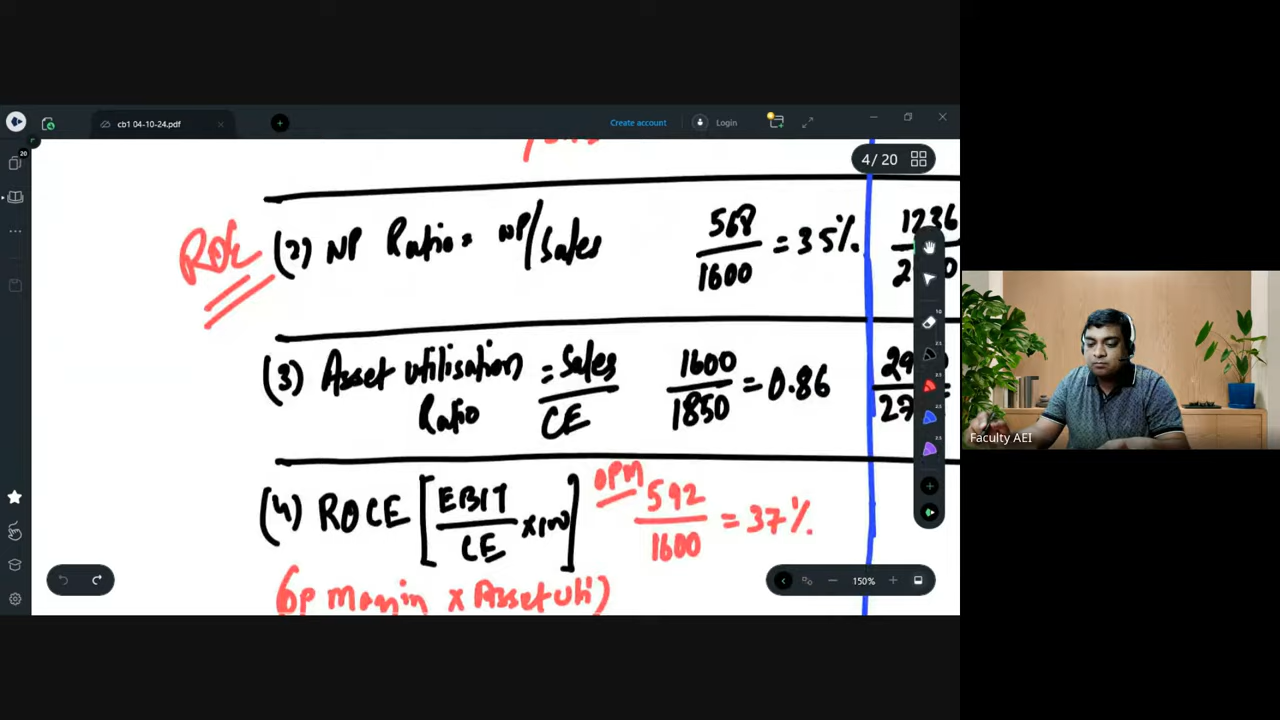 cb1 04-10-24.pdf
Create account
Login
20
4 / 20
ROE
(2) NP Ratio = NP/Sales 568/1600 = 35% 1236
(3) Asset Utilisation Ratio = Sales/CE 1600/1850 = 0.86
(4) ROCE [EBIT/CE x 100] OPM 592/1600 = 37%
(Op Margin x Asset Uti)
150%
Faculty AEI